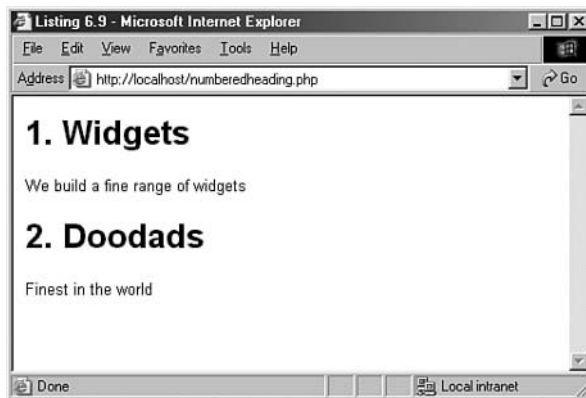 Listing 6.9 - Microsoft Internet Explorer
File Edit View Favorites Tools Help
Address http://localhost/numberedheading.php Go
1. Widgets
We build a fine range of widgets
2. Doodads
Finest in the world
Done Local intranet